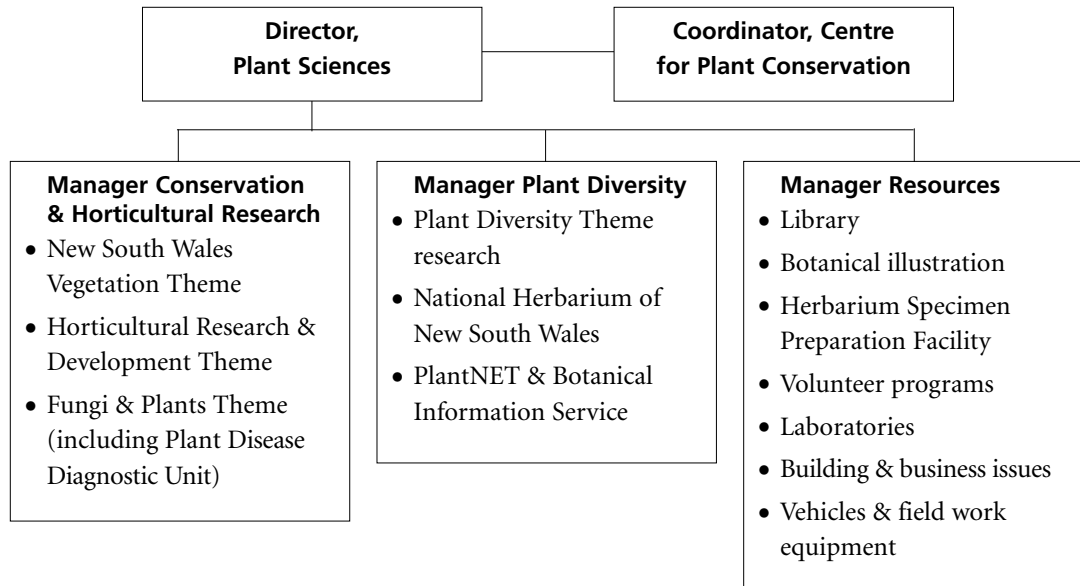 Director,
Plant Sciences
Coordinator, Centre
for Plant Conservation
Manager Conservation
& Horticultural Research
• New South Wales
Vegetation Theme
• Horticultural Research &
Development Theme
• Fungi & Plants Theme
(including Plant Disease
Diagnostic Unit)
Manager Plant Diversity
• Plant Diversity Theme
research
• National Herbarium of
New South Wales
• PlantNET & Botanical
Information Service
Manager Resources
• Library
• Botanical illustration
• Herbarium Specimen
Preparation Facility
• Volunteer programs
• Laboratories
• Building & business issues
• Vehicles & field work
equipment